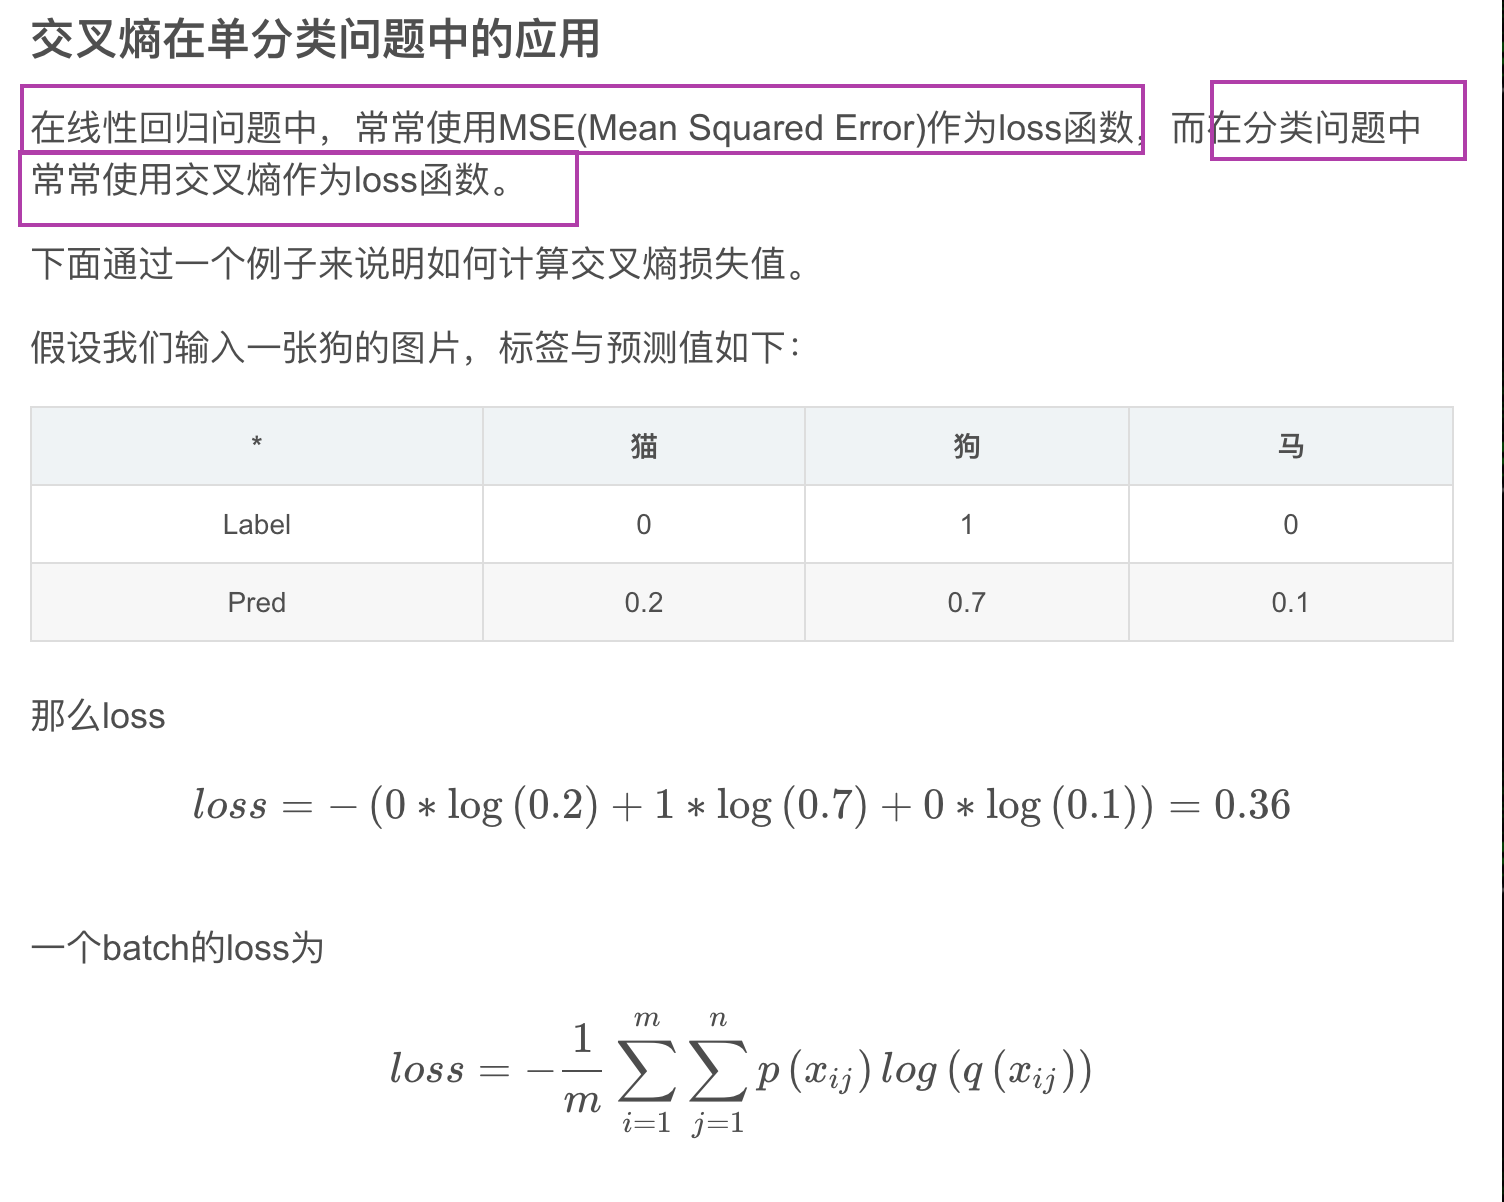 交叉熵在单分类问题中的应用
在线性回归问题中，常常使用MSE(Mean Squared Error)作为loss函数，而在分类问题中
常常使用交叉熵作为loss函数。
下面通过一个例子来说明如何计算交叉熵损失值。
假设我们输入一张狗的图片，标签与预测值如下：
* 猫 狗 马
Label 0 1 0
Pred 0.2 0.7 0.1
那么loss
loss = − (0 ∗ log (0.2) + 1 ∗ log (0.7) + 0 ∗ log (0.1)) = 0.36
一个batch的loss为
loss = −\frac{1}{m} \sum_{i=1}^{m} \sum_{j=1}^{n} p (x_{ij}) log (q (x_{ij}))